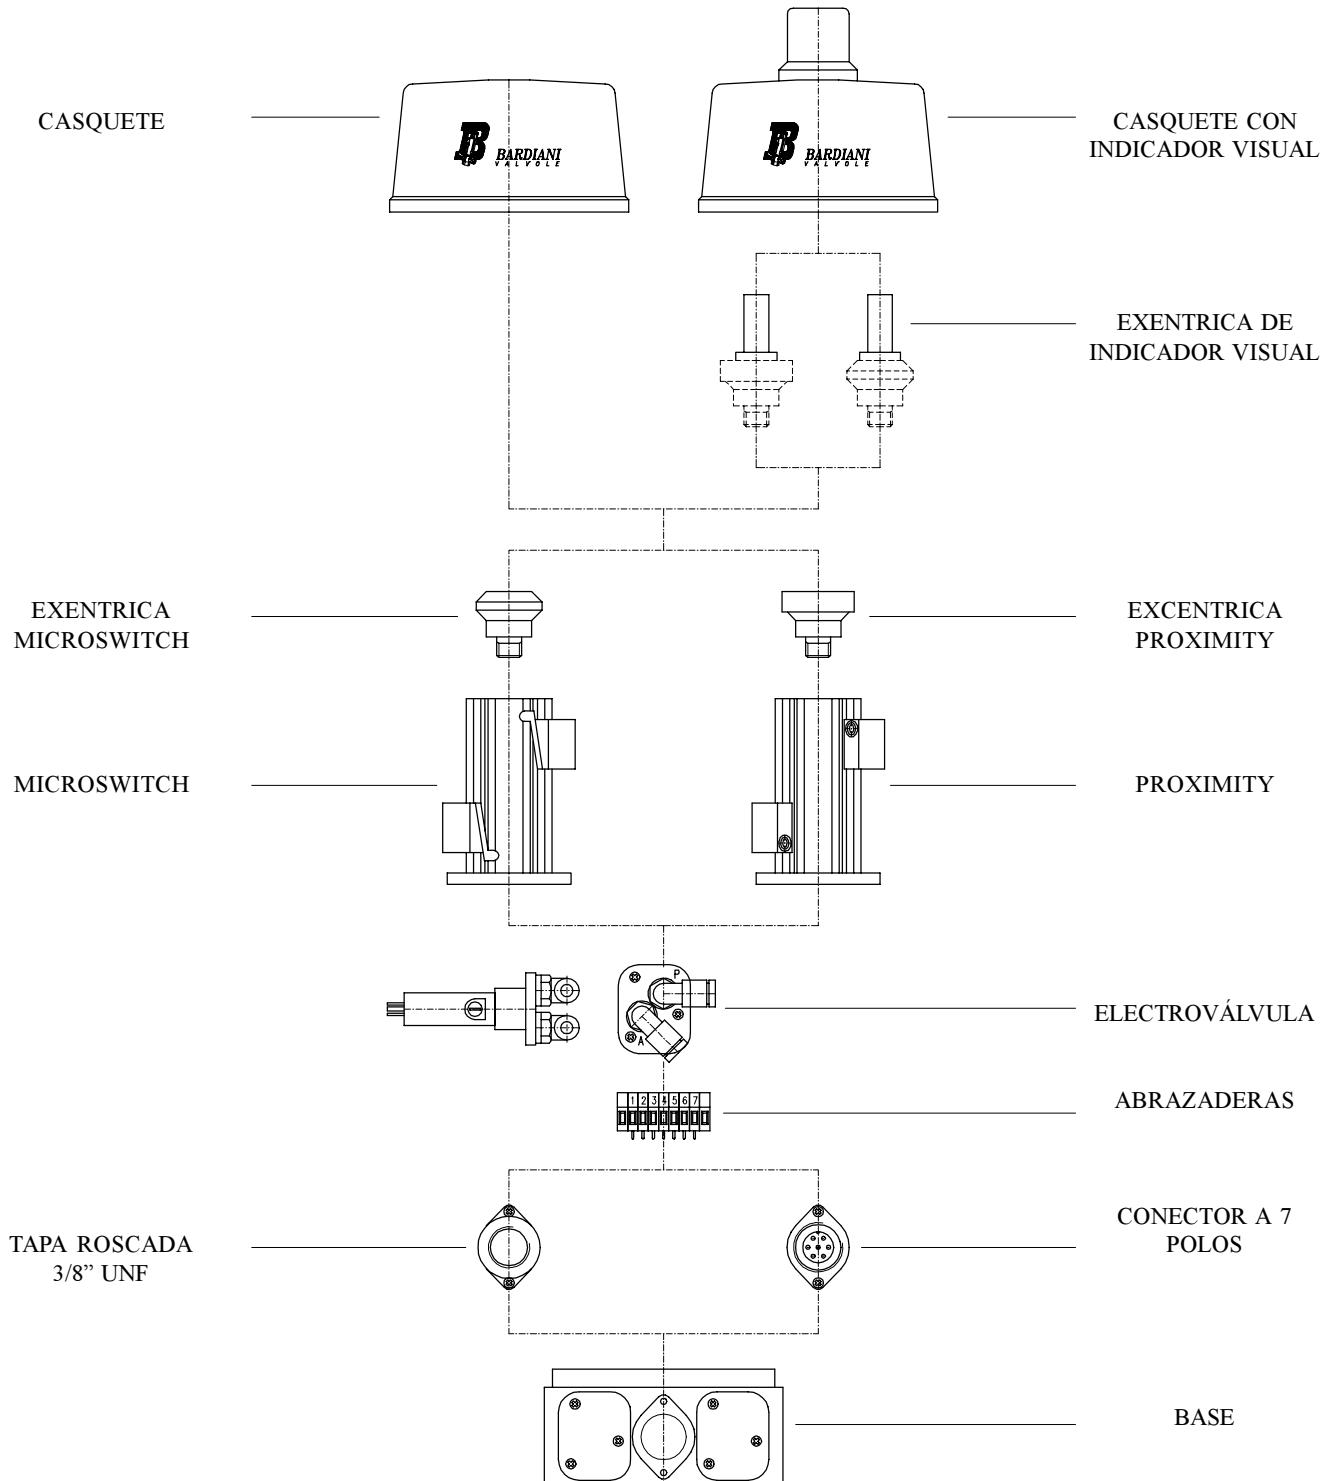 CASQUETE
B BARDIANI
VALVOLE
B BARDIANI
VALVOLE
CASQUETE CON
INDICADOR VISUAL
EXENTRICA DE
INDICADOR VISUAL
EXENTRICA
MICROSWITCH
EXCENTRICA
PROXIMITY
MICROSWITCH
PROXIMITY
P
A
ELECTROVÁLVULA
1 2 3 4 5 6 7
ABRAZADERAS
TAPA ROSCADA
3/8” UNF
CONECTOR A 7
POLOS
BASE